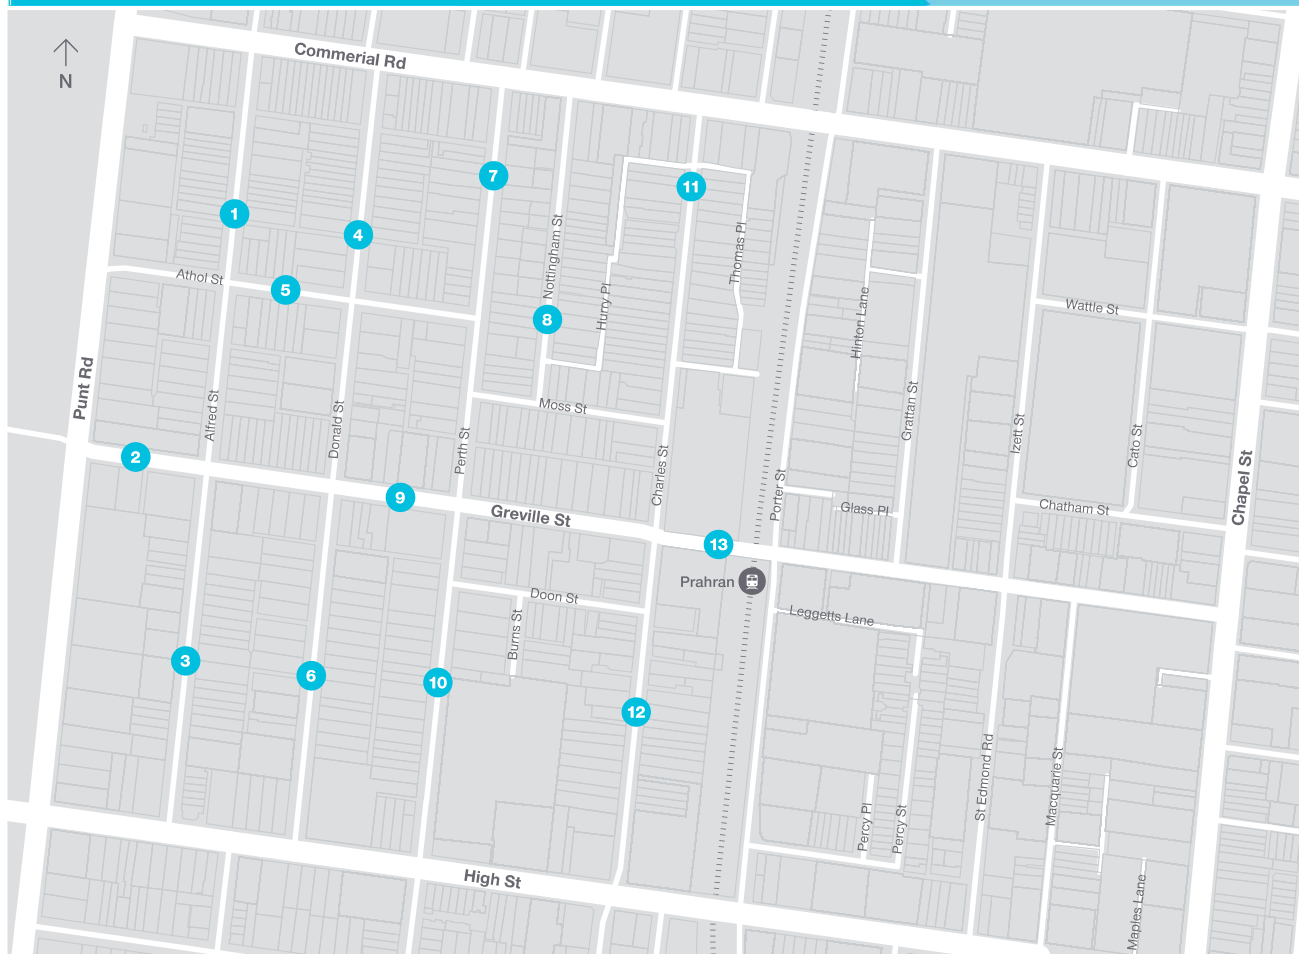 N
Commerial Rd
7
11
1
4
Nottingham St
Thomas Pl
Athol St
5
Hurry Pl
8
Hinton Lane
Wattle St
Punt Rd
Alfred St
Donald St
Moss St
Grattan St
Izett St
Cato St
Perth St
2
Charles St
Chapel St
9
Greville St
Porter St
Glass Pl
Chatham St
13
Prahran
Doon St
Burns St
Leggetts Lane
3
6
10
12
St Edmond Rd
Macquarie St
Percy Pl
Percy St
High St
Maples Lane